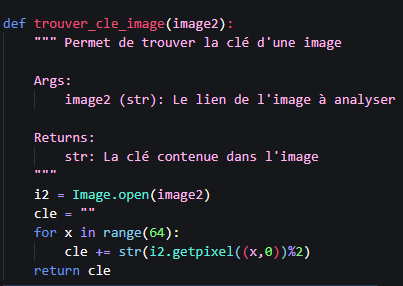 def trouver_cle_image(image2):
    """ Permet de trouver la clé d'une image
    Args:
        image2 (str): Le lien de l'image à analyser
    Returns:
        str: La clé contenue dans l'image
    """
    i2 = Image.open(image2)
    cle = ""
    for x in range(64):
        cle += str(i2.getpixel((x,0))%2)
    return cle